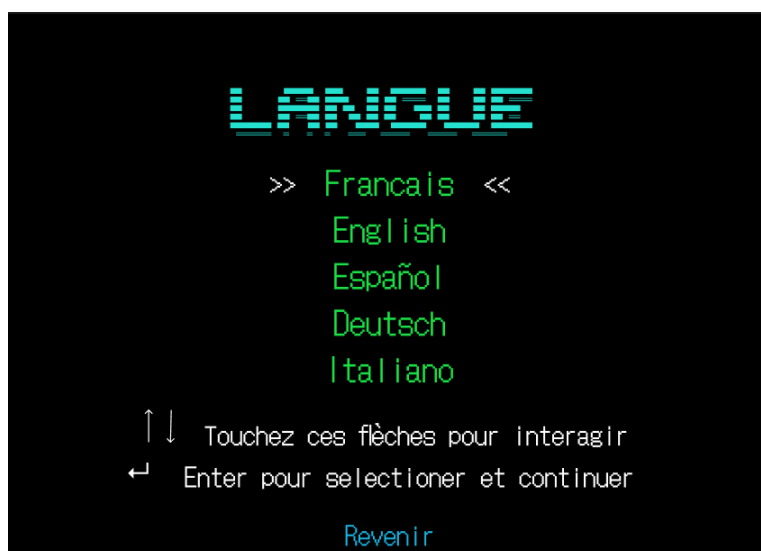 LANGUE
>> Francais <<
English
Español
Deutsch
Italiano
↑↓ Touchez ces flèches pour interagir
↵ Enter pour selectioner et continuer
Revenir